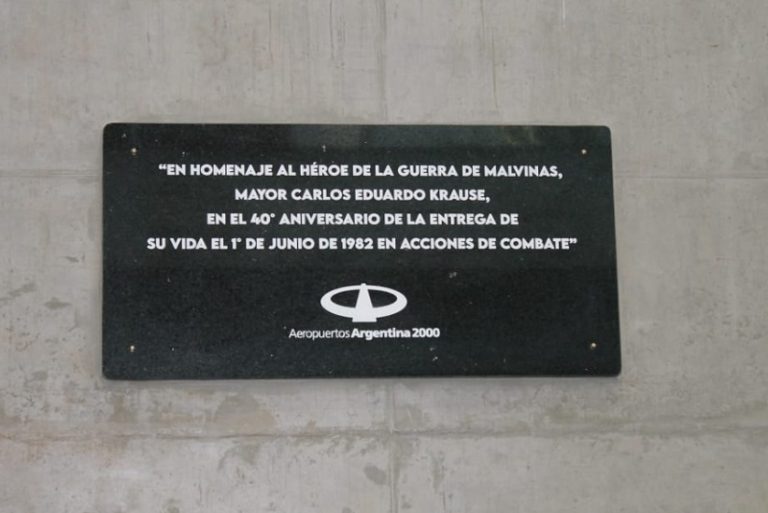 “EN HOMENAJE AL HÉROE DE LA GUERRA DE MALVINAS,
MAYOR CARLOS EDUARDO KRAUSE,
EN EL 40° ANIVERSARIO DE LA ENTREGA DE
SU VIDA EL 1° DE JUNIO DE 1982 EN ACCIONES DE COMBATE”
Aeropuertos Argentina 2000